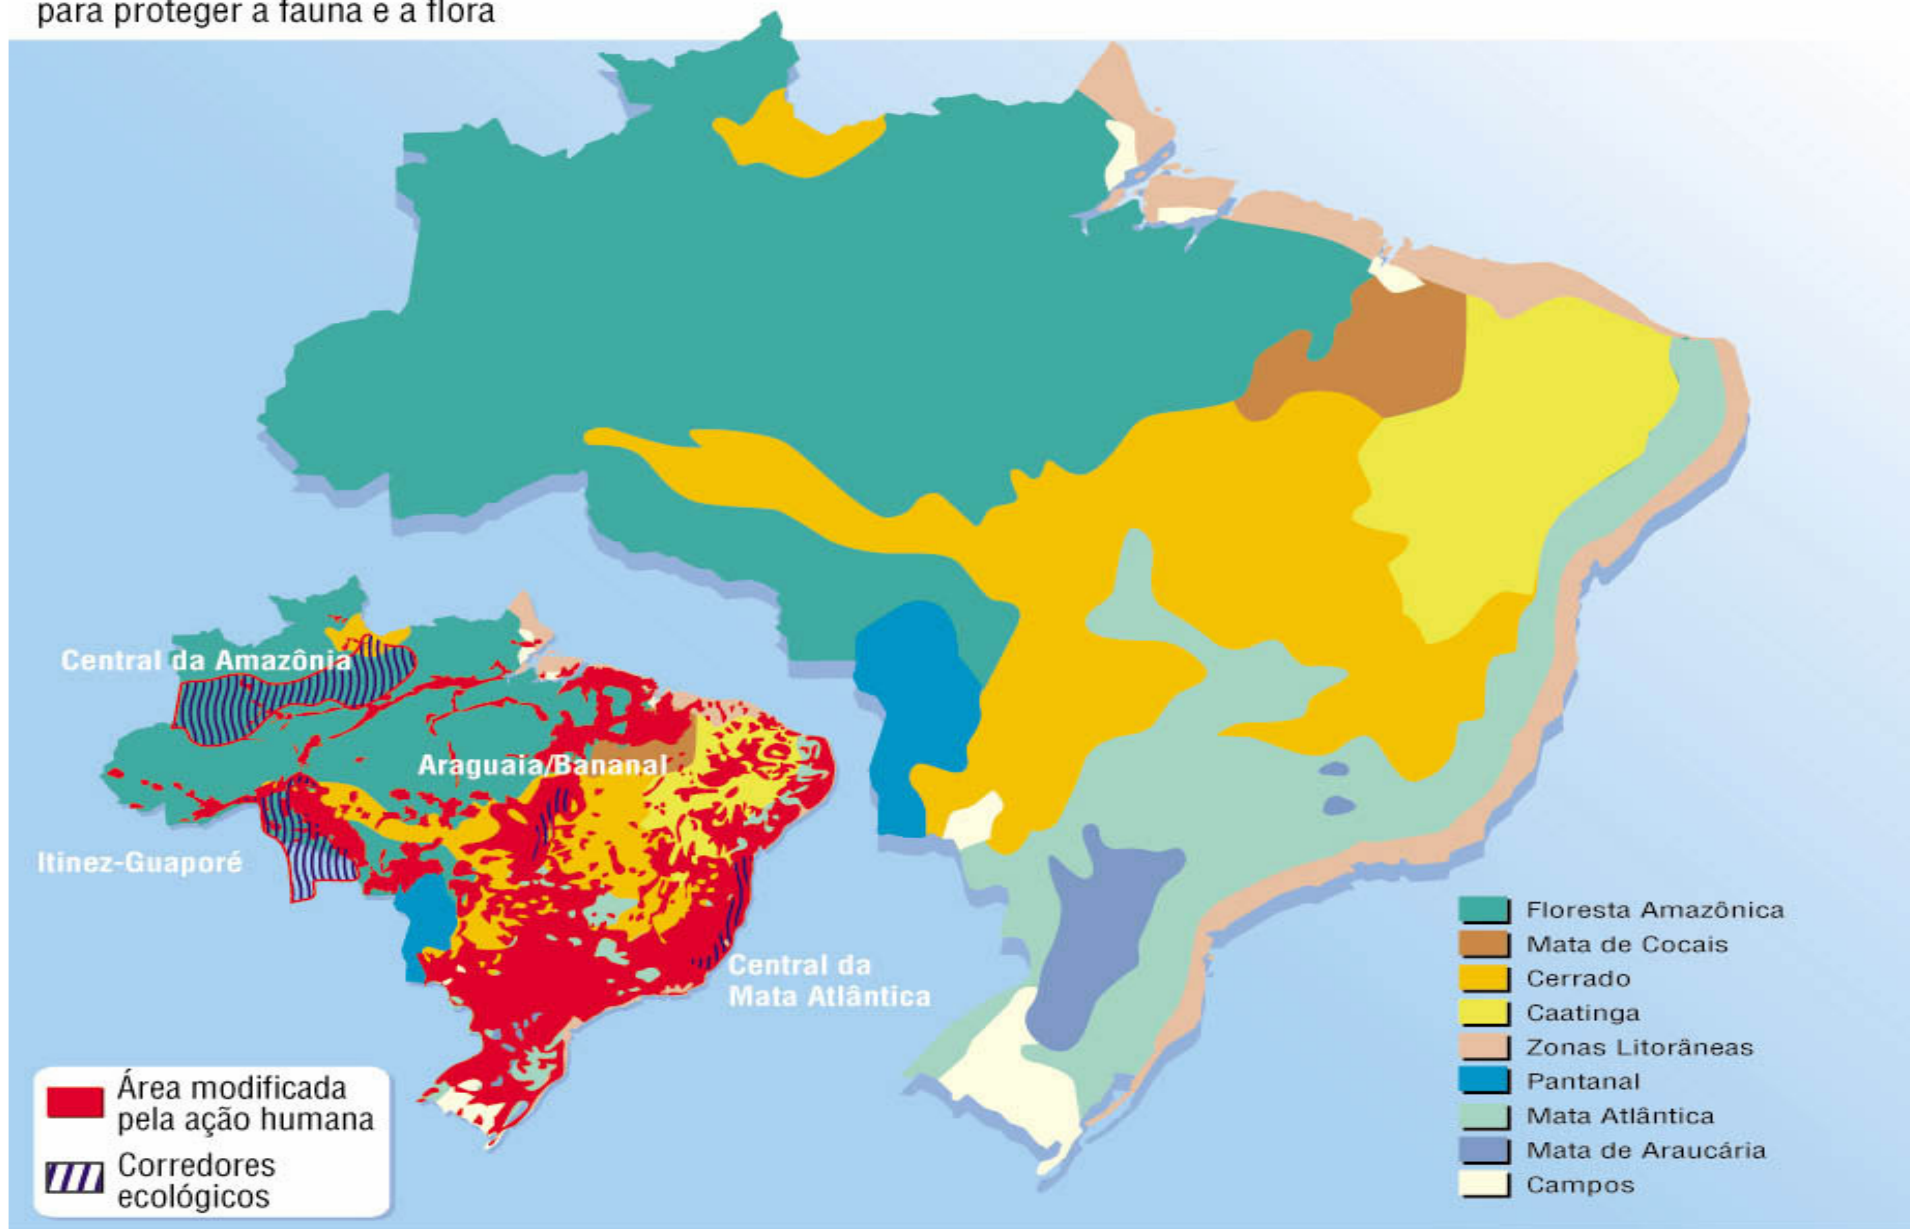 para proteger a fauna e a flora
Central da Amazônia
Araguaia/Bananal
Itinez-Guaporé
Central da
Mata Atlântica
Área modificada
pela ação humana
Corredores
ecológicos
Floresta Amazônica
Mata de Cocais
Cerrado
Caatinga
Zonas Litorâneas
Pantanal
Mata Atlântica
Mata de Araucária
Campos